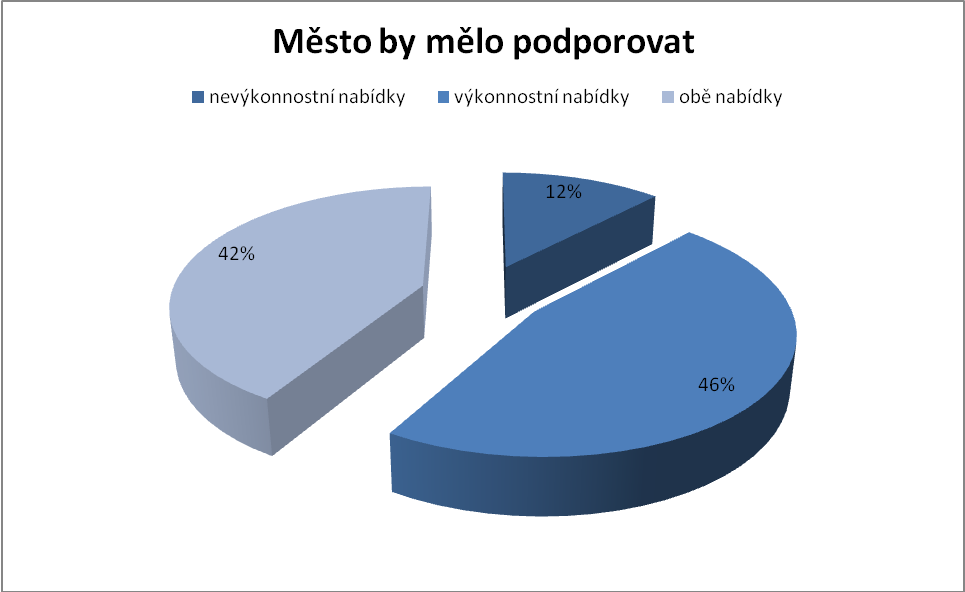 Město by mělo podporovat
nevýkonnostní nabídky výkonnostní nabídky obě nabídky
12%
42%
46%